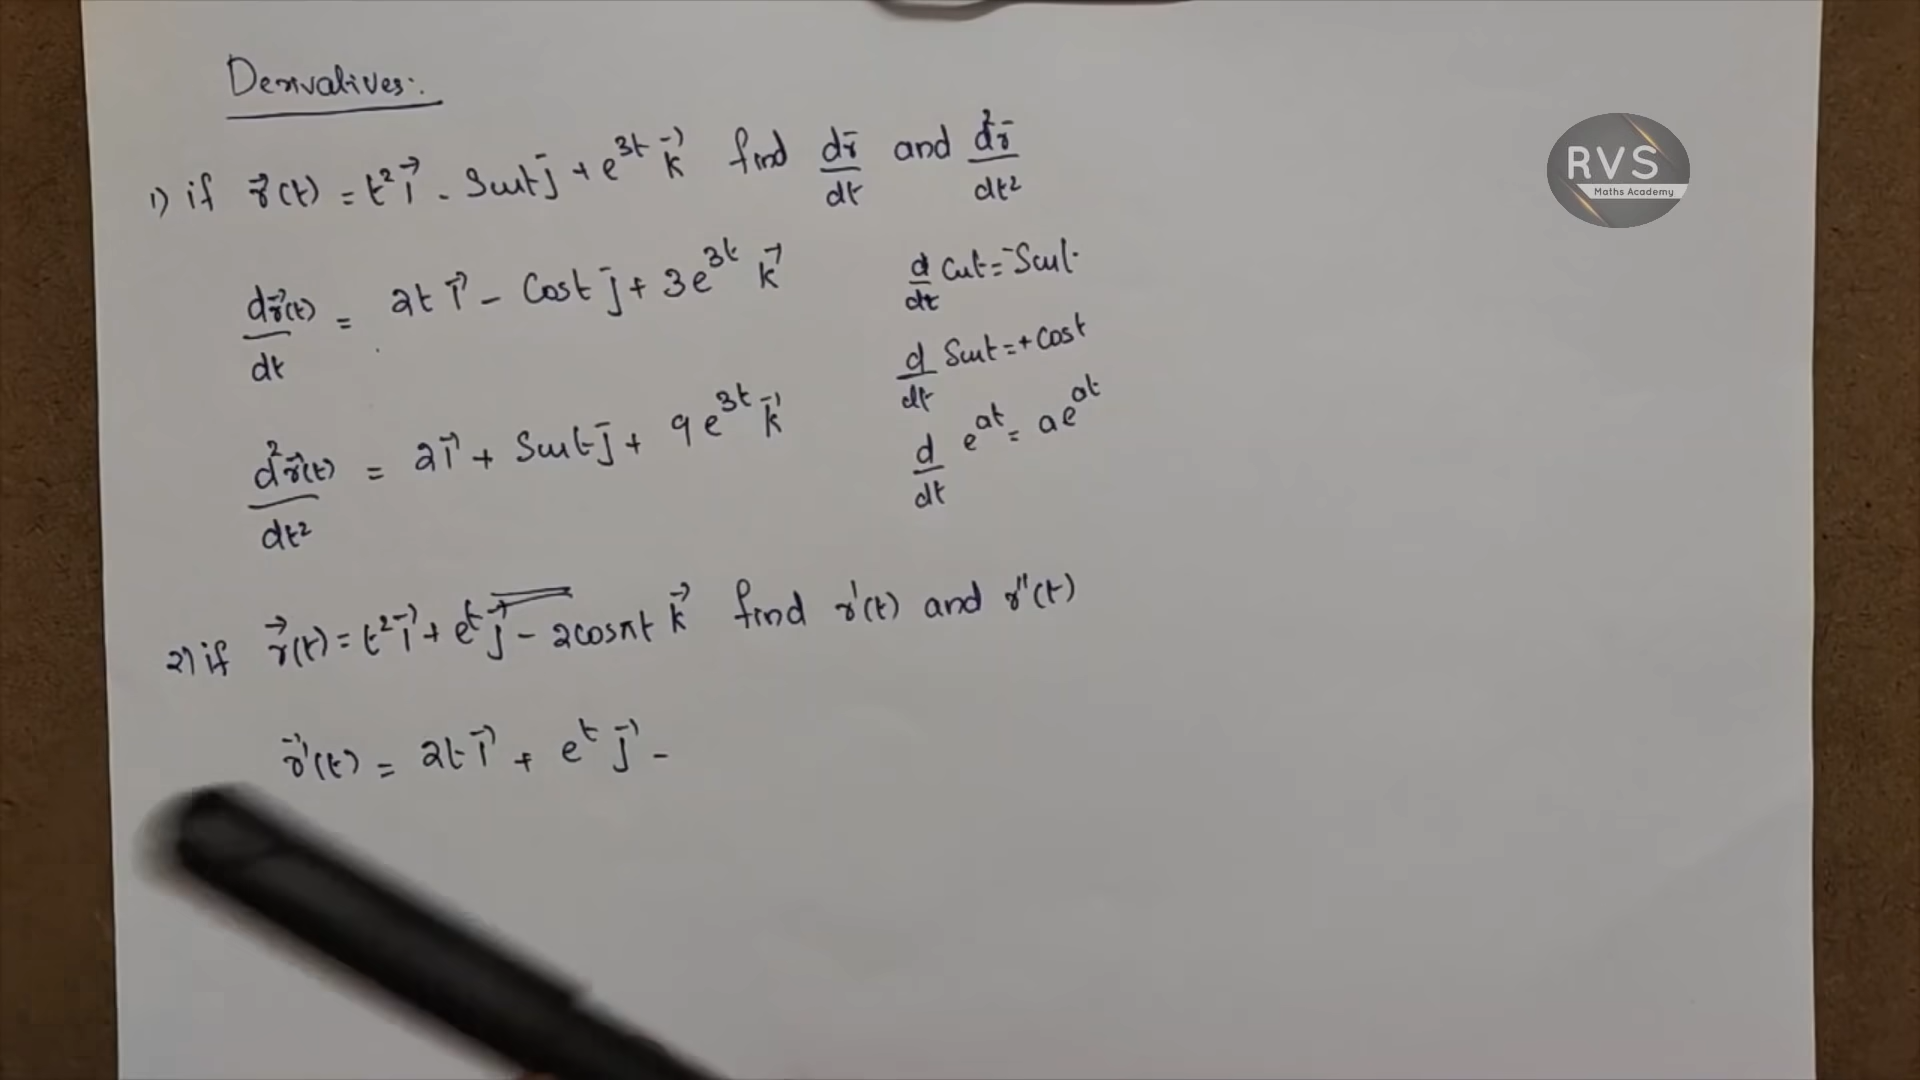 Derivatives:
1) if r⃗(t) = t² i⃗ - Sint j̄ + e^3t k⃗ find dr̄/dt and d²r̄/dt²
dr⃗(t)/dt = 2t i⃗ - Cost j̄ + 3e^3t k⃗
d/dt Cost = -Sint
d/dt Sint = +Cost
d²r⃗(t)/dt² = 2i⃗ + Sint j̄ + 9e^3t k⃗
d/dt e^at = ae^at
2) if r⃗(t) = t² i⃗ + e^t j⃗ - 2cosπt k⃗ find r'(t) and r''(t)
r⃗'(t) = 2t i⃗ + e^t j⃗ -
RVS
Maths Academy